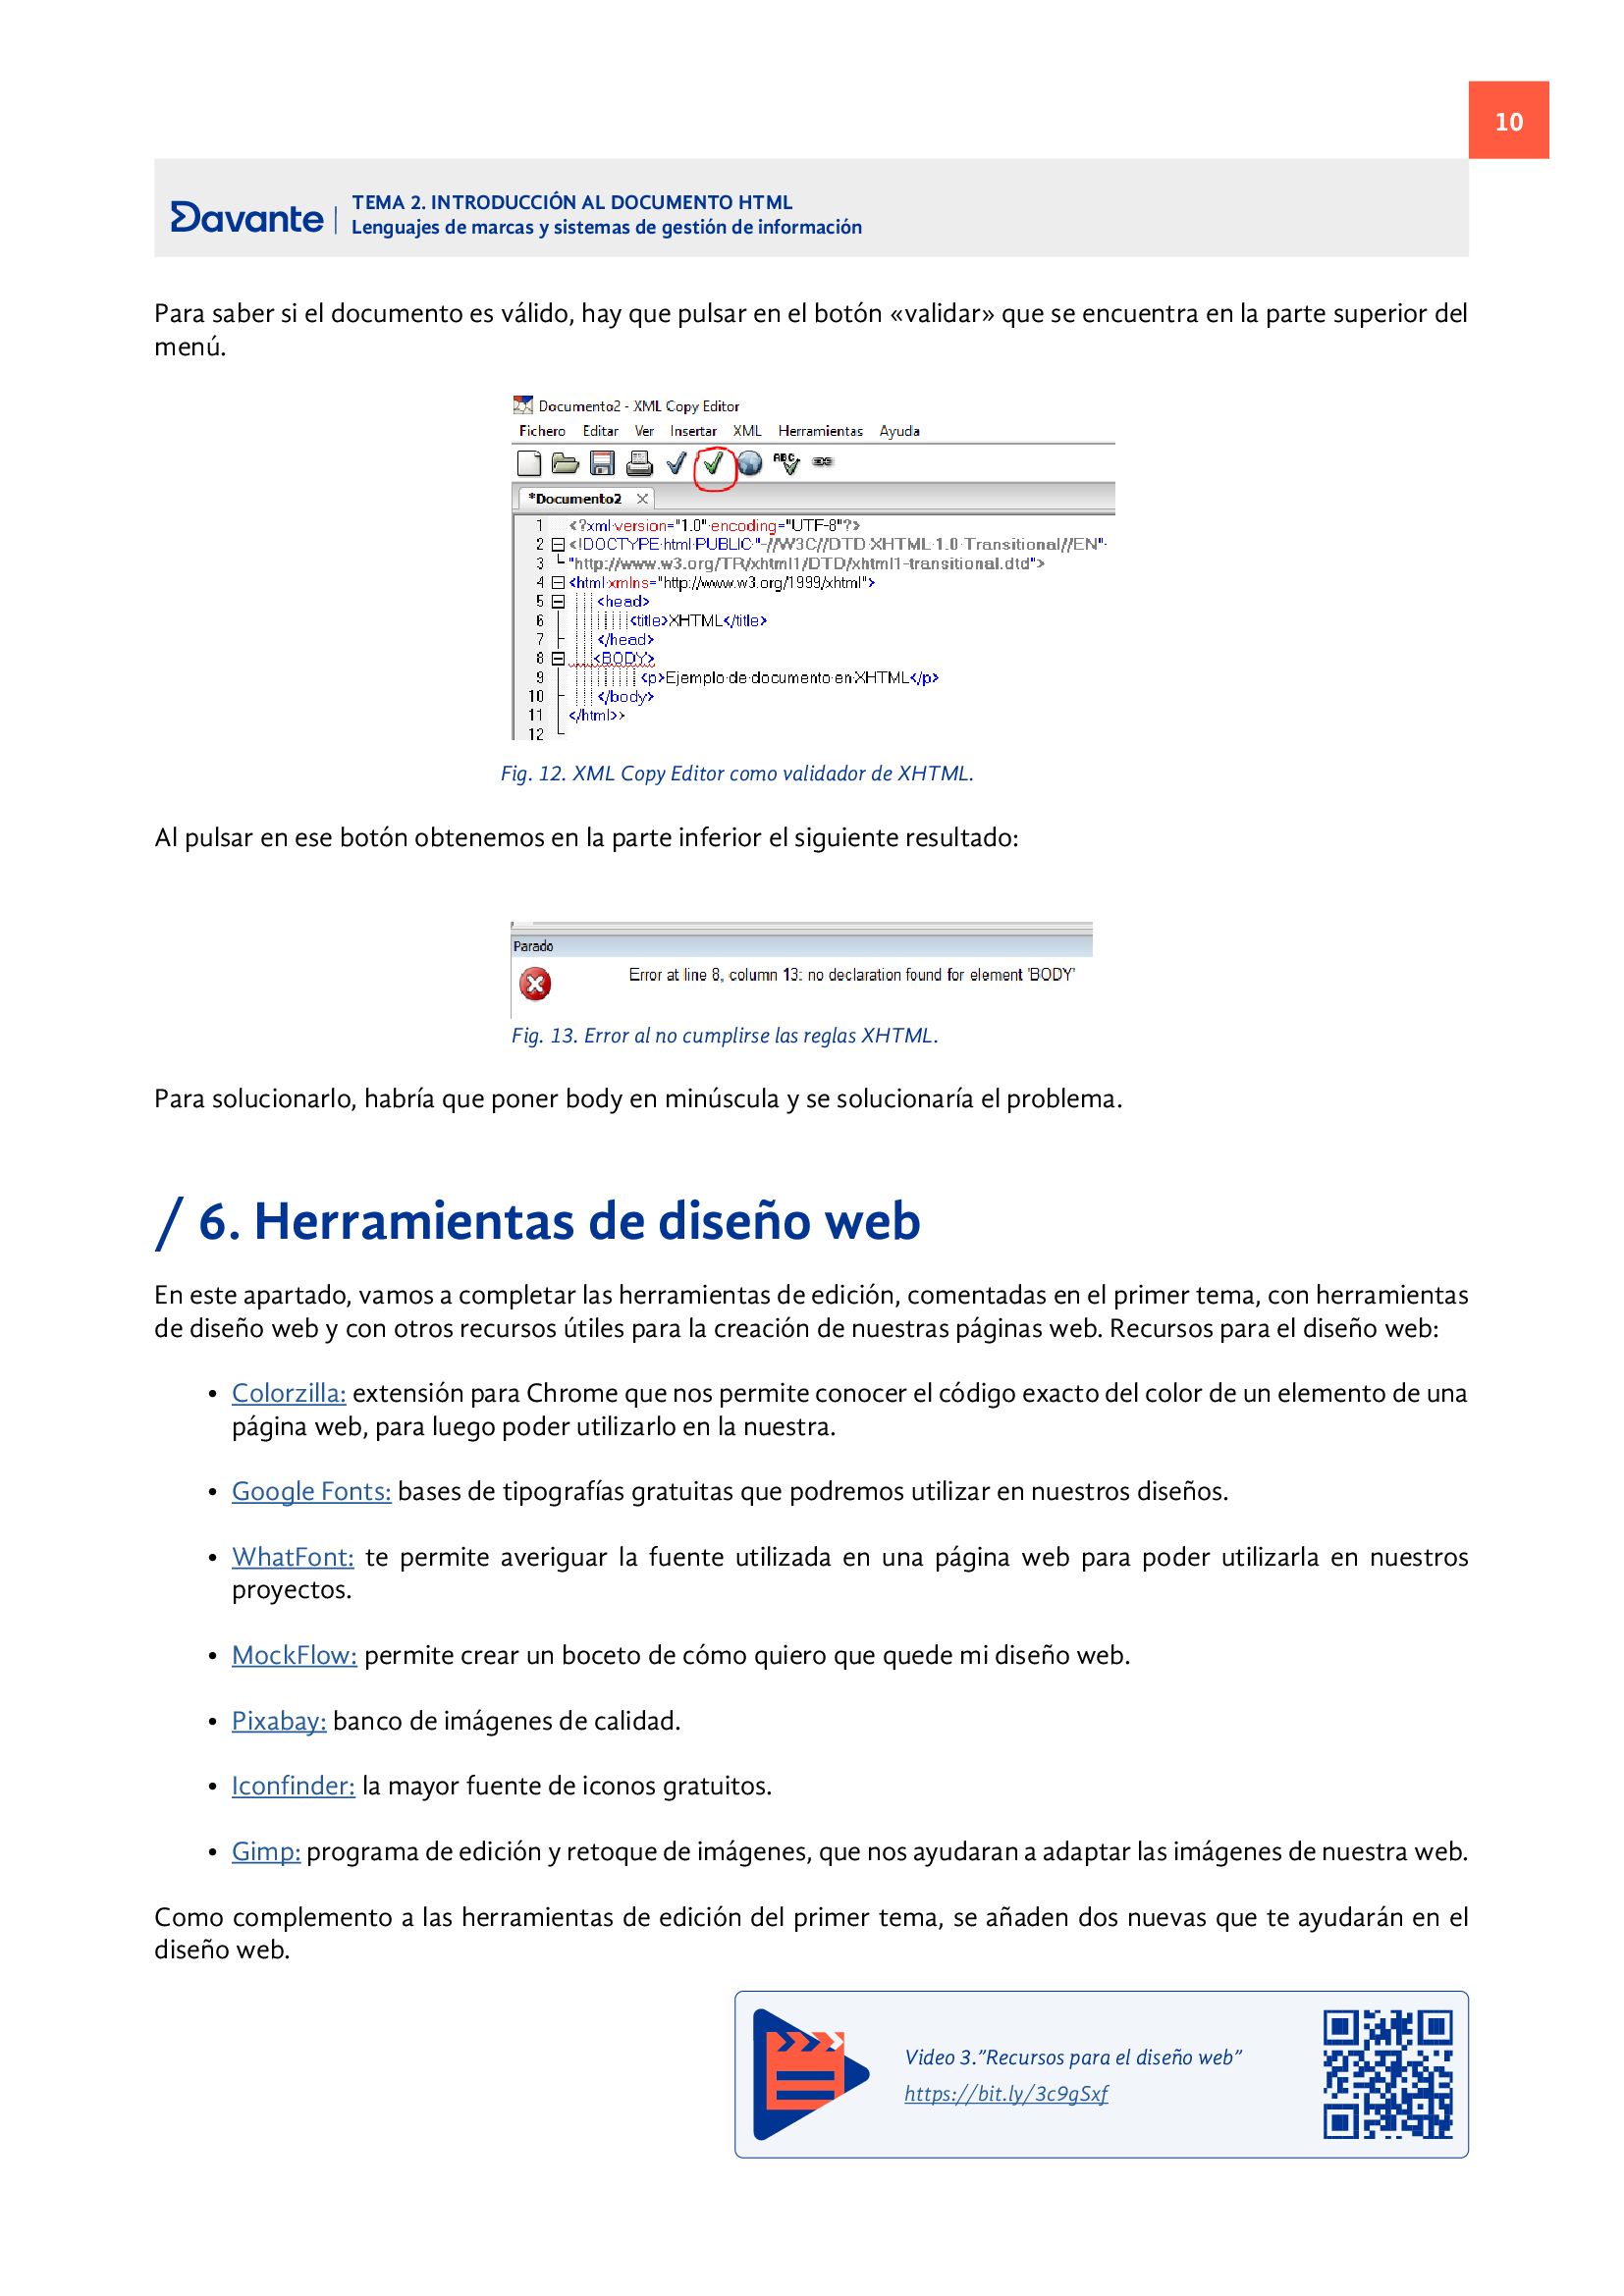 10
Davante
TEMA 2. INTRODUCCIÓN AL DOCUMENTO HTML
Lenguajes de marcas y sistemas de gestión de información
Para saber si el documento es válido, hay que pulsar en el botón «validar» que se encuentra en la parte superior del
menú.
Documento2 - XML Copy Editor
Fichero Editar Ver Insertar XML Herramientas Ayuda
ABC
*Documento2
1 <?xml version="1.0" encoding="UTF-8"?>
2 <!DOCTYPE html PUBLIC "-//W3C//DTD XHTML 1.0 Transitional//EN"
3 "http://www.w3.org/TR/xhtml1/DTD/xhtml1-transitional.dtd">
4 <html xmlns="http://www.w3.org/1999/xhtml">
5 <head>
6 <title>XHTML</title>
7 </head>
8 <BODY>
9 <p>Ejemplo de documento en XHTML</p>
10 </body>
11 </html>>
12
Fig. 12. XML Copy Editor como validador de XHTML.
Al pulsar en ese botón obtenemos en la parte inferior el siguiente resultado:
Parado
Error at line 8, column 13: no declaration found for element 'BODY'
Fig. 13. Error al no cumplirse las reglas XHTML.
Para solucionarlo, habría que poner body en minúscula y se solucionaría el problema.
/ 6. Herramientas de diseño web
En este apartado, vamos a completar las herramientas de edición, comentadas en el primer tema, con herramientas
de diseño web y con otros recursos útiles para la creación de nuestras páginas web. Recursos para el diseño web:
• Colorzilla: extensión para Chrome que nos permite conocer el código exacto del color de un elemento de una
página web, para luego poder utilizarlo en la nuestra.
• Google Fonts: bases de tipografías gratuitas que podremos utilizar en nuestros diseños.
• WhatFont: te permite averiguar la fuente utilizada en una página web para poder utilizarla en nuestros
proyectos.
• MockFlow: permite crear un boceto de cómo quiero que quede mi diseño web.
• Pixabay: banco de imágenes de calidad.
• Iconfinder: la mayor fuente de iconos gratuitos.
• Gimp: programa de edición y retoque de imágenes, que nos ayudaran a adaptar las imágenes de nuestra web.
Como complemento a las herramientas de edición del primer tema, se añaden dos nuevas que te ayudarán en el
diseño web.
Video 3.”Recursos para el diseño web”
https://bit.ly/3c9gSxf